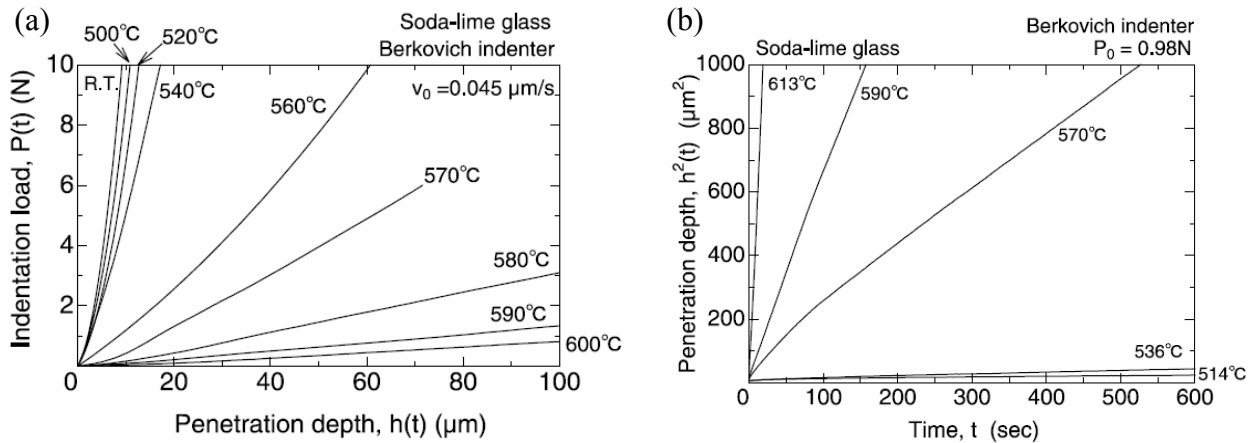 (a)
Soda-lime glass
Berkovich indenter
v₀ =0.045 μm/s
500℃
520℃
R.T.
540℃
560℃
570℃
580℃
590℃
600℃
Indentation load, P(t) (N)
10
8
6
4
2
0
20
40
60
80
100
Penetration depth, h(t) (μm)
(b)
Berkovich indenter
Soda-lime glass
P₀ = 0.98N
613℃
590℃
570℃
536℃
514℃
Penetration depth, h²(t) (μm²)
1000
800
600
400
200
0
0
100
200
300
400
500
600
Time, t (sec)